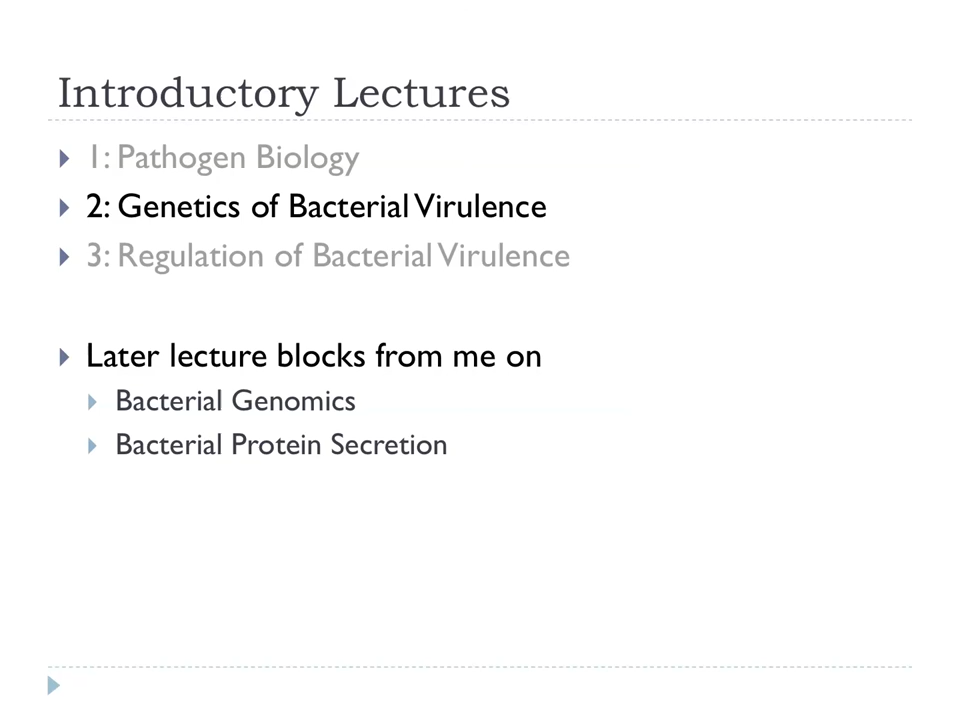 Introductory Lectures
1: Pathogen Biology
2: Genetics of Bacterial Virulence
3: Regulation of Bacterial Virulence
Later lecture blocks from me on
Bacterial Genomics
Bacterial Protein Secretion